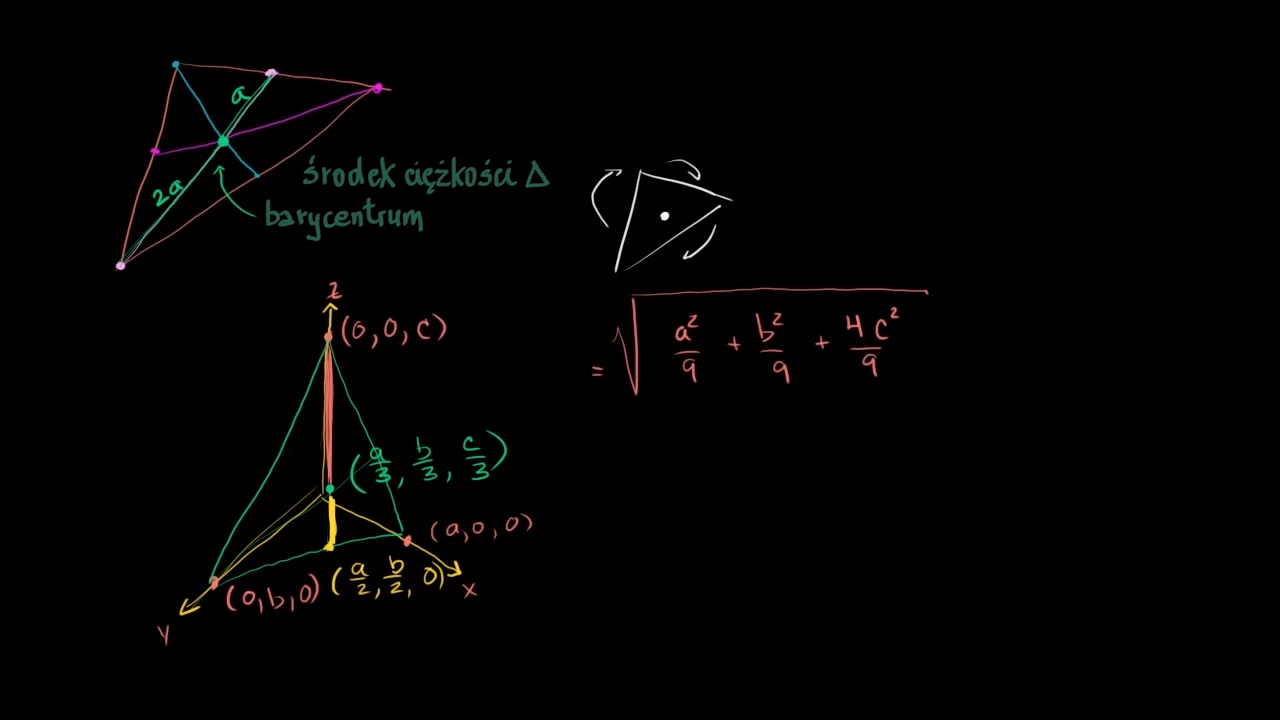 a
2a
środek ciężkości Δ
barycentrum
z
(0, 0, c)
= √(a²/9 + b²/9 + 4c²/9)
(a/3, b/3, c/3)
(a, 0, 0)
(0, b, 0)
(a/2, b/2, 0)
x
y